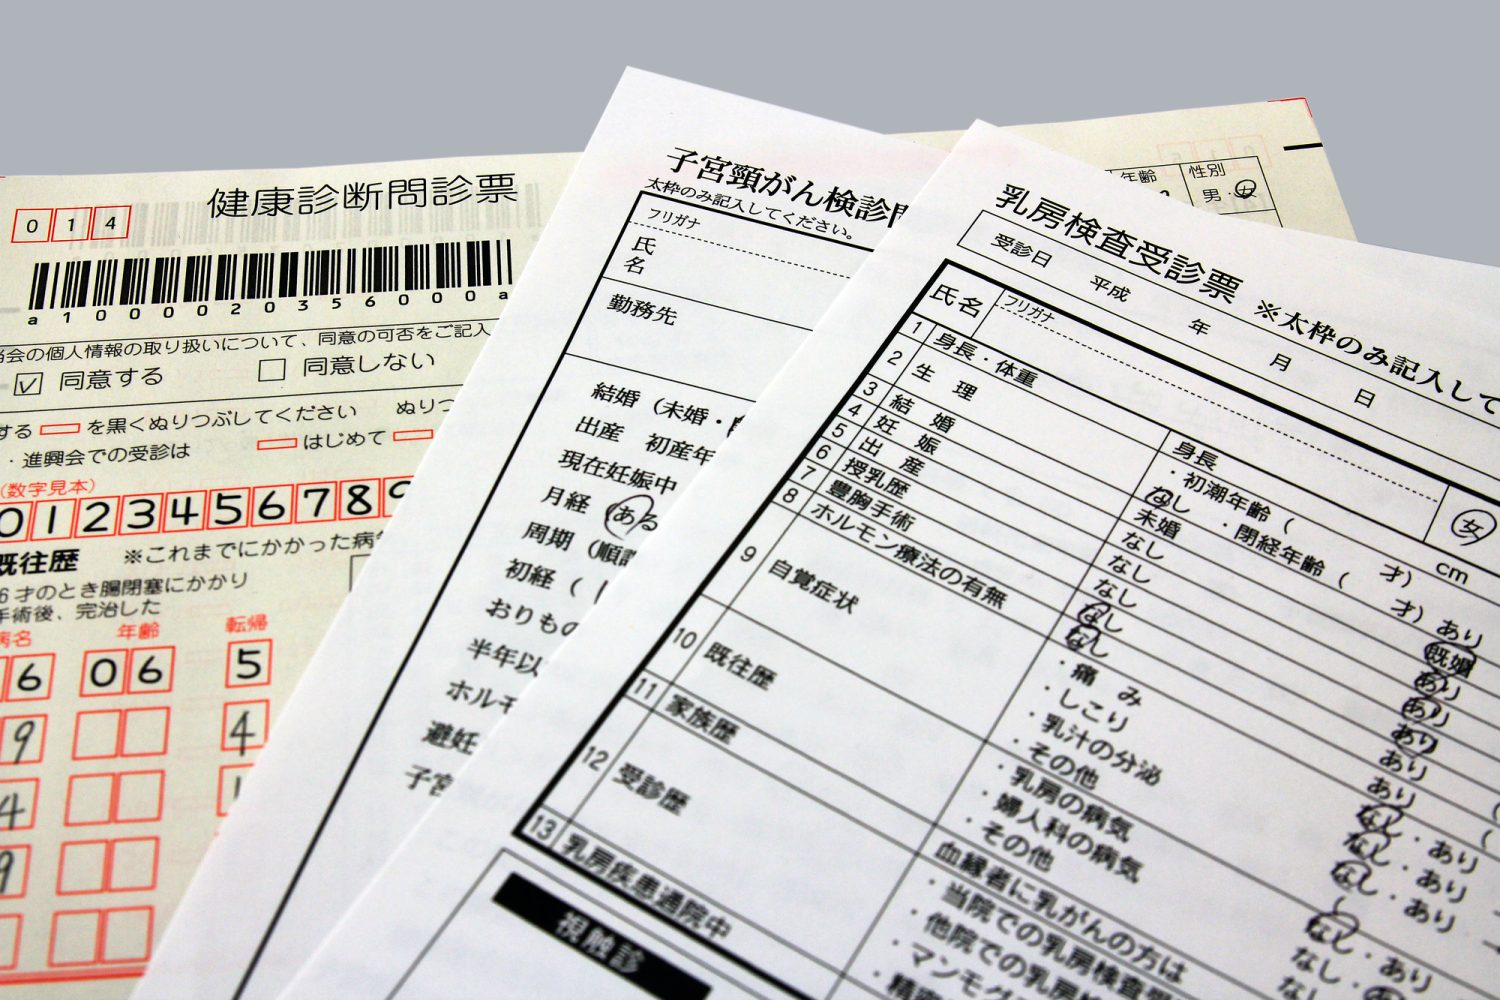 014
健康診断問診票
a10000020356000a
当会の個人情報の取り扱いについて、同意の可否をご記入
同意する 同意しない
する を黒くぬりつぶしてください ぬりつ
・進興会での受診は はじめて
(数字見本)
012345678
既往歴 ※これまでにかかった病
6才のとき腸閉塞にかかり
手術後、完治した
病名 年齢 転帰
6 06 5
9 4
4
9
年齢 性別
男・女
子宮頸がん検診
太枠のみ記入してください。
フリガナ
氏名
勤務先
結婚（未婚・
出産 初産年
現在妊娠中
月経 ある
周期（順調
初経（
おりもの
半年以
ホルモ
避妊
子宮
乳房検査受診票 ※太枠のみ記入して
受診日 平成 年 月 日
氏名 フリガナ 女
1 身長・体重 身長 cm
2 生理 ・初潮年齢（ 才）
・閉経年齢（ 才）
なし あり
3 結婚 未婚 既婚
4 妊娠 なし あり
5 出産 なし あり
6 授乳歴 なし あり
7 豊胸手術 なし あり
8 ホルモン療法の有無 なし あり
9 自覚症状 ・痛み なし・あり
・しこり なし・あり
・乳汁の分泌 なし・あり
・その他 （
10 既往歴 ・乳房の病気 なし・あり
・婦人科の病気 なし・
・その他
11 家族歴 血縁者に乳がんの方は
12 受診歴 ・当院での乳房検査
・他院での乳房
・マンモグ
13 乳房疾患通院中
視触診